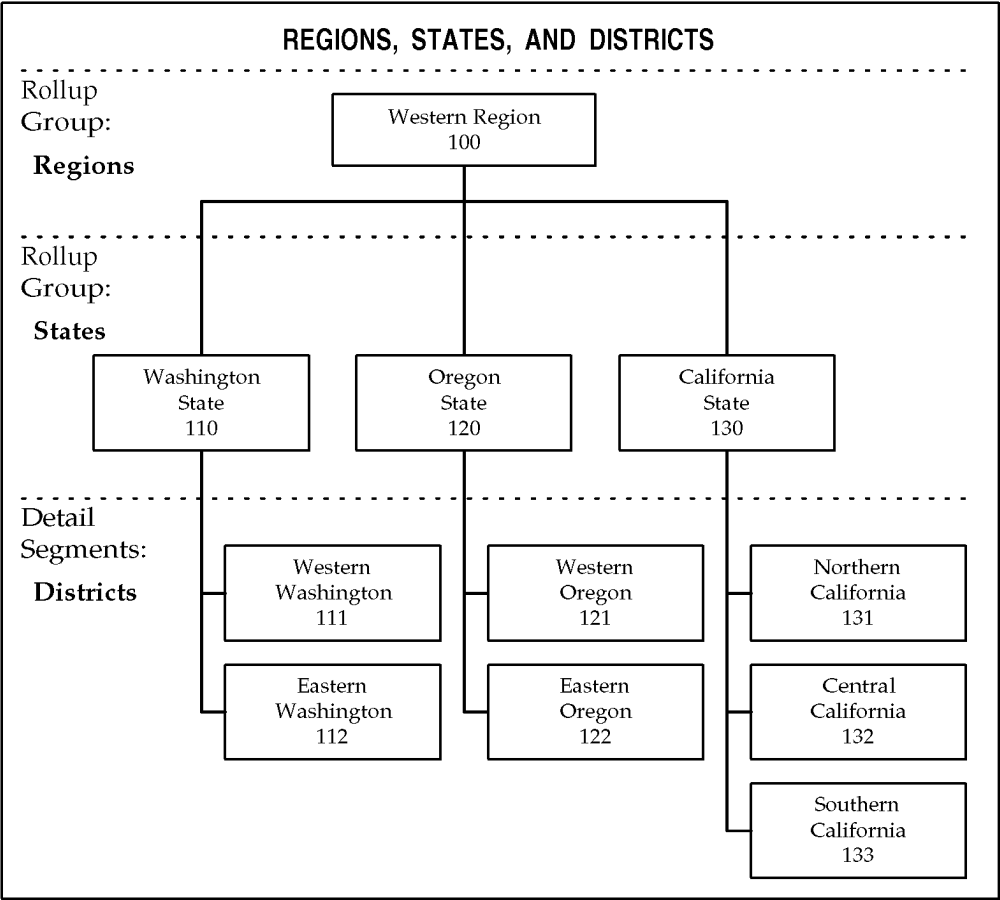 REGIONS, STATES, AND DISTRICTS
Rollup
Group:
Regions
Western Region
100
Rollup
Group:
States
Washington
State
110
Oregon
State
120
California
State
130
Detail
Segments:
Districts
Western
Washington
111
Western
Oregon
121
Northern
California
131
Eastern
Washington
112
Eastern
Oregon
122
Central
California
132
Southern
California
133